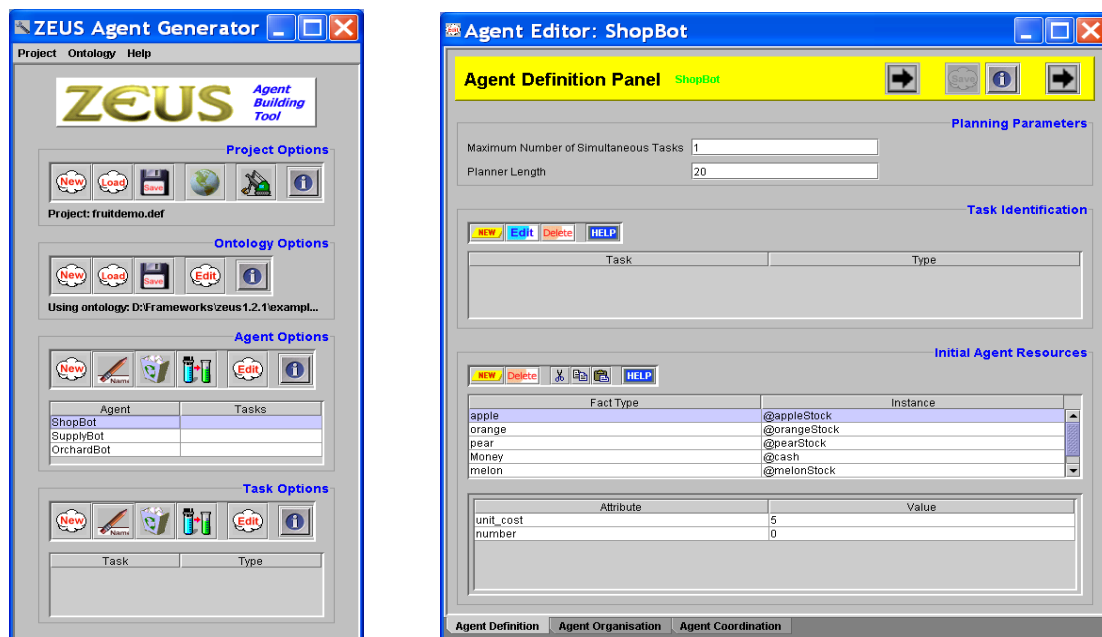 ZEUS Agent Generator
Project Ontology Help
ZEUS
Agent
Building
Tool
Project Options
New Load Save
Project: fruitdemo.def
Ontology Options
New Load Save Edit
Using ontology: D:\Frameworks\zeus1.2.1\exampl...
Agent Options
New Name Edit
Agent Tasks
ShopBot
SupplyBot
OrchardBot
Task Options
New Name Edit
Task Type
Agent Editor: ShopBot
Agent Definition Panel ShopBot Save
Planning Parameters
Maximum Number of Simultaneous Tasks 1
Planner Length 20
Task Identification
NEW Edit Delete HELP
Task Type
Initial Agent Resources
NEW Delete HELP
Fact Type Instance
apple @appleStock
orange @orangeStock
pear @pearStock
Money @cash
melon @melonStock
Attribute Value
unit_cost 5
number 0
Agent Definition Agent Organisation Agent Coordination